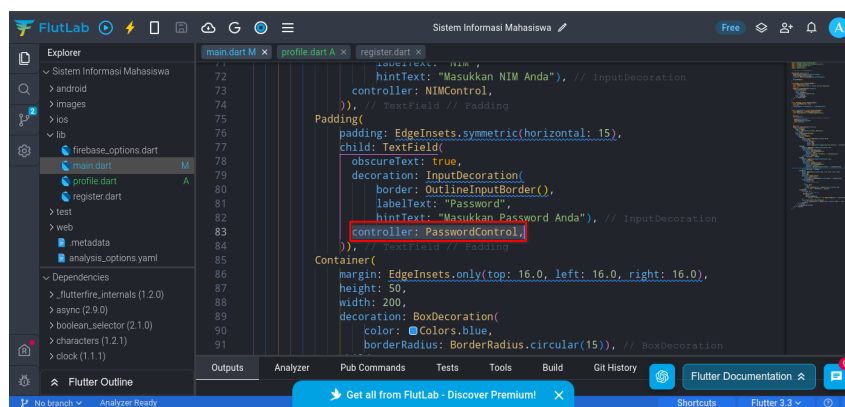 FlutLab
Sistem Informasi Mahasiswa
Free
A
Explorer
main.dart M ×
profile.dart A ×
register.dart ×
Sistem Informasi Mahasiswa
android
images
ios
lib
firebase_options.dart
main.dart M
profile.dart A
register.dart
test
web
.metadata
analysis_options.yaml
Dependencies
_flutterfire_internals (1.2.0)
async (2.9.0)
boolean_selector (2.1.0)
characters (1.2.1)
clock (1.1.1)
Flutter Outline
2
71 labelText: "NIM",
72 hintText: "Masukkan NIM Anda"), // InputDecoration
73 controller: NIMControl,
74 )), // TextField // Padding
75 Padding(
76 padding: EdgeInsets.symmetric(horizontal: 15),
77 child: TextField(
78 obscureText: true,
79 decoration: InputDecoration(
80 border: OutlineInputBorder(),
81 labelText: "Password",
82 hintText: "Masukkan Password Anda"), // InputDecoration
83 controller: PasswordControl,
84 )), // TextField // Padding
85 Container(
86 margin: EdgeInsets.only(top: 16.0, left: 16.0, right: 16.0),
87 height: 50,
88 width: 200,
89 decoration: BoxDecoration(
90 color: Colors.blue,
91 borderRadius: BorderRadius.circular(15)), // BoxDecoration
Outputs Analyzer Pub Commands Tests Tools Build Git History
Flutter Documentation
Get all from FlutLab - Discover Premium! ×
No branch Analyzer Ready
Shortcuts Flutter 3.3